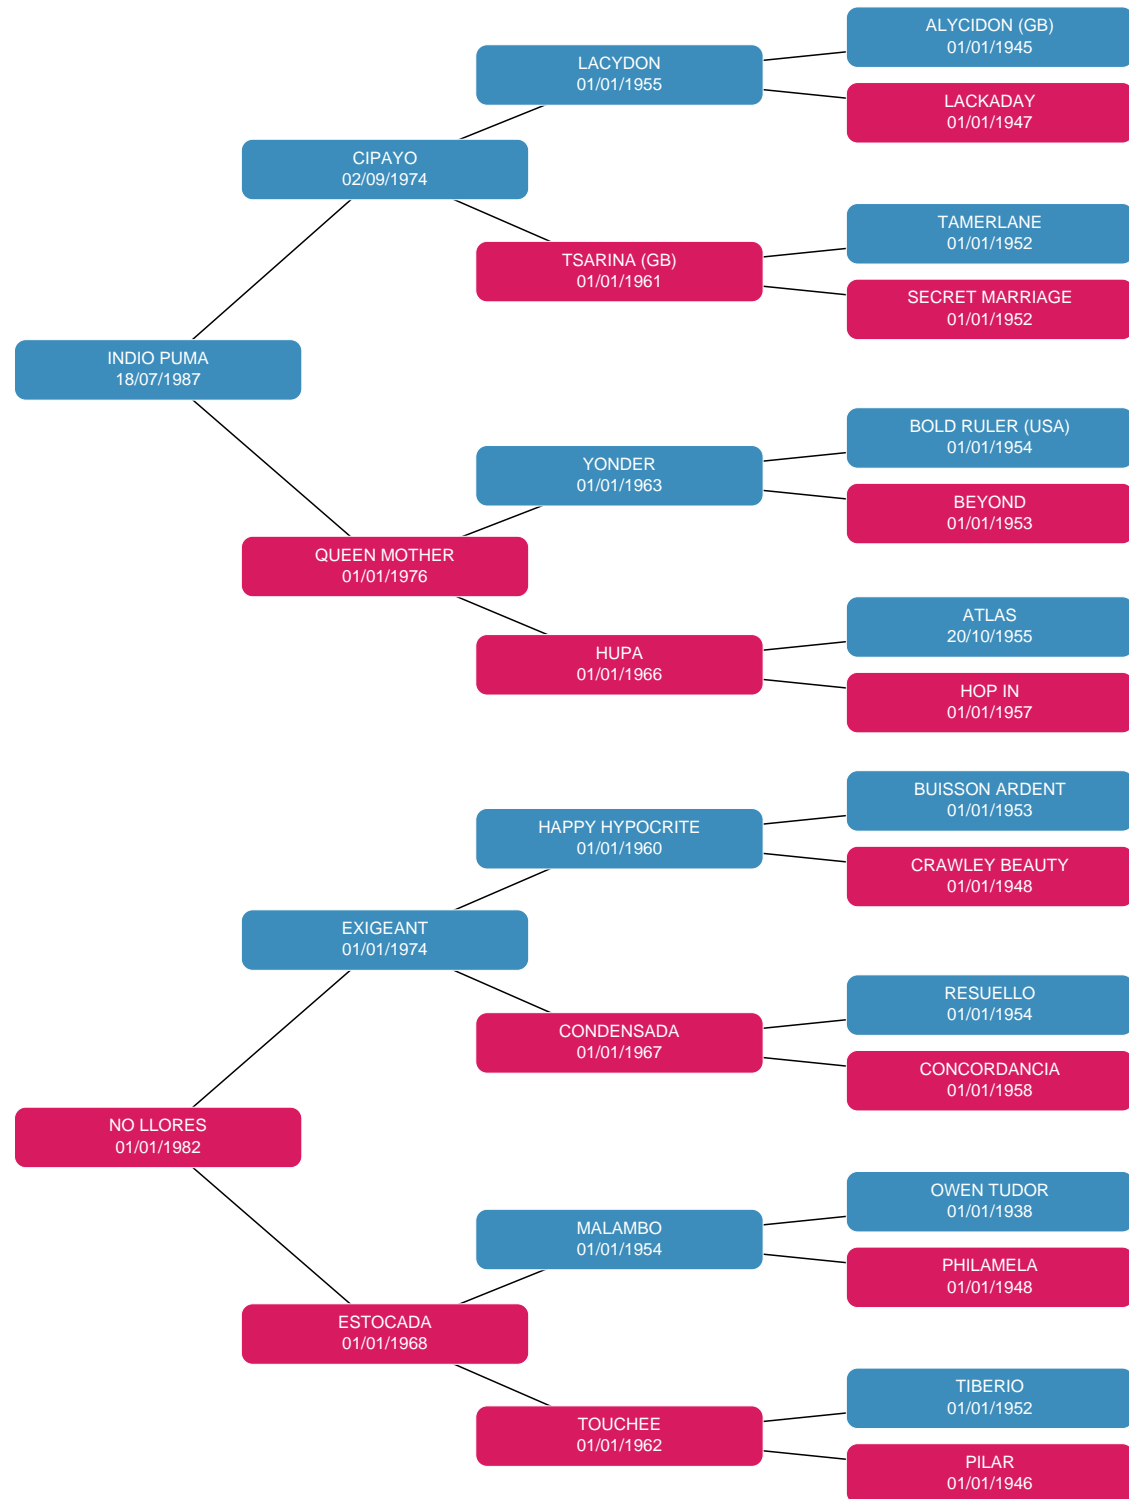 ALYCIDON (GB)
01/01/1945
LACYDON
01/01/1955
LACKADAY
01/01/1947
CIPAYO
02/09/1974
TAMERLANE
01/01/1952
TSARINA (GB)
01/01/1961
SECRET MARRIAGE
01/01/1952
INDIO PUMA
18/07/1987
BOLD RULER (USA)
01/01/1954
YONDER
01/01/1963
BEYOND
01/01/1953
QUEEN MOTHER
01/01/1976
ATLAS
20/10/1955
HUPA
01/01/1966
HOP IN
01/01/1957
BUISSON ARDENT
01/01/1953
HAPPY HYPOCRITE
01/01/1960
CRAWLEY BEAUTY
01/01/1948
EXIGEANT
01/01/1974
RESUELLO
01/01/1954
CONDENSADA
01/01/1967
CONCORDANCIA
01/01/1958
NO LLORES
01/01/1982
OWEN TUDOR
01/01/1938
MALAMBO
01/01/1954
PHILAMELA
01/01/1948
ESTOCADA
01/01/1968
TIBERIO
01/01/1952
TOUCHEE
01/01/1962
PILAR
01/01/1946